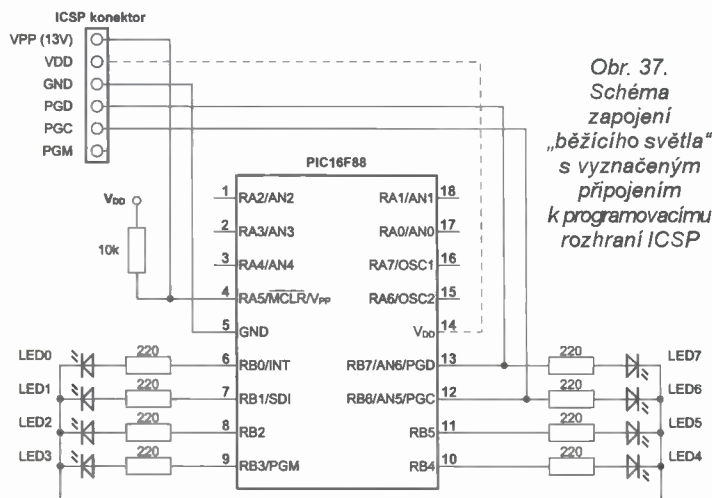 ICSP konektor
VPP (13V)
VDD
GND
PGD
PGC
PGM
Obr. 37.
Schéma
zapojení
„běžícího světla“
s vyznačeným
připojením
k programovacímu
rozhraní ICSP
PIC16F88
VDD
10k
1 RA2/AN2 RA1/AN1 18
2 RA3/AN3 RA0/AN0 17
3 RA4/AN4 RA7/OSC1 16
4 RA5/MCLR/VPP RA6/OSC2 15
5 GND VDD 14
LED0 220 6 RB0/INT RB7/AN6/PGD 13 220 LED7
LED1 220 7 RB1/SDI RB6/AN5/PGC 12 220 LED6
LED2 220 8 RB2 RB5 11 220 LED5
LED3 220 9 RB3/PGM RB4 10 220 LED4